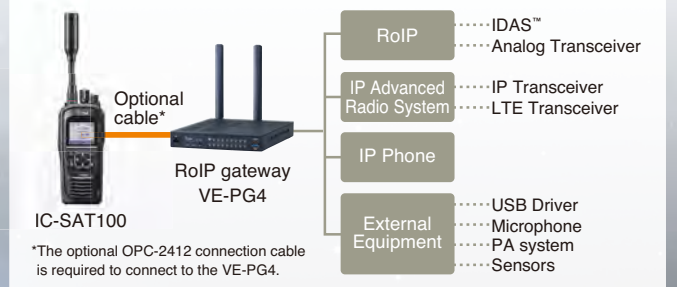 RoIP
IDAS™
Analog Transceiver
Optional
cable*
IP Advanced
Radio System
IP Transceiver
LTE Transceiver
RoIP gateway
VE-PG4
IP Phone
IC-SAT100
External
Equipment
USB Driver
Microphone
PA system
Sensors
*The optional OPC-2412 connection cable
is required to connect to the VE-PG4.